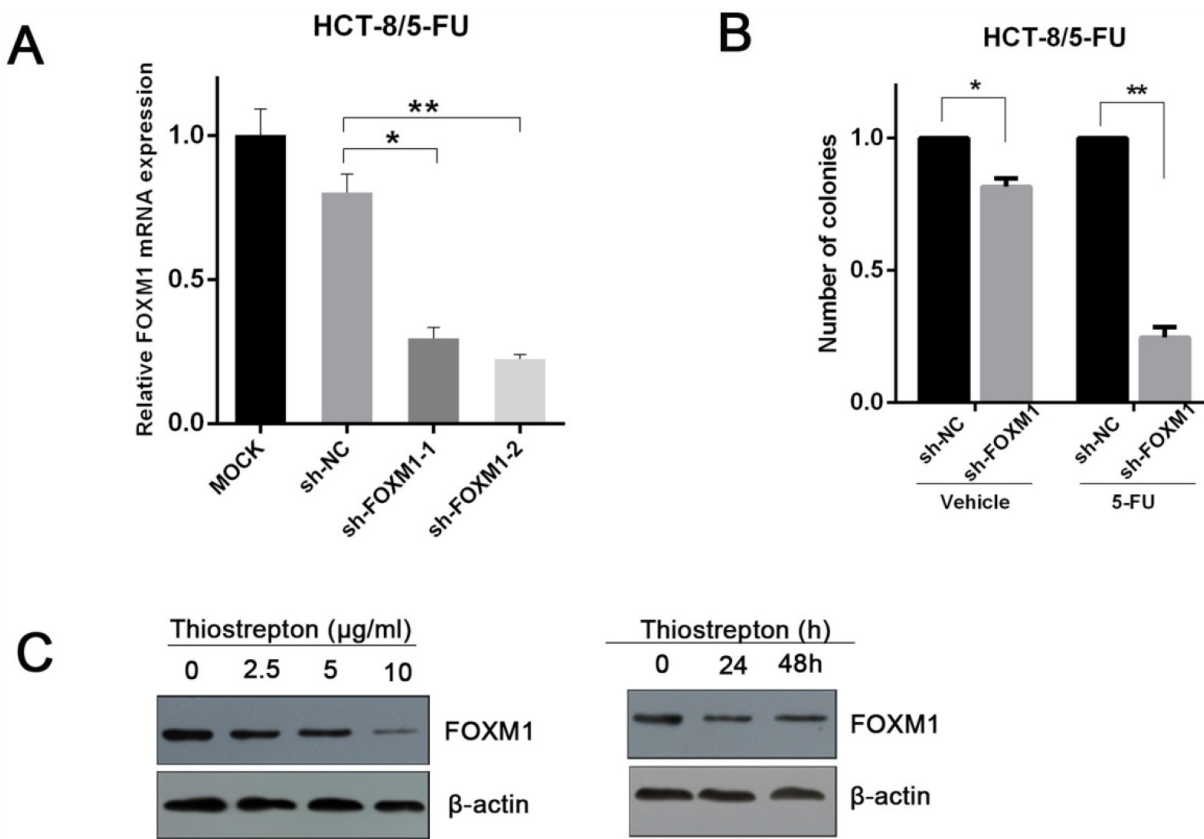 A
HCT-8/5-FU
Relative FOXM1 mRNA expression
1.0
0.5
0.0
**
*
MOCK
sh-NC
sh-FOXM1-1
sh-FOXM1-2
B
HCT-8/5-FU
Number of colonies
1.0
0.5
0.0
*
**
sh-NC
sh-FOXM1
sh-NC
sh-FOXM1
Vehicle
5-FU
C
Thiostrepton (μg/ml)
0 2.5 5 10
FOXM1
β-actin
Thiostrepton (h)
0 24 48h
FOXM1
β-actin